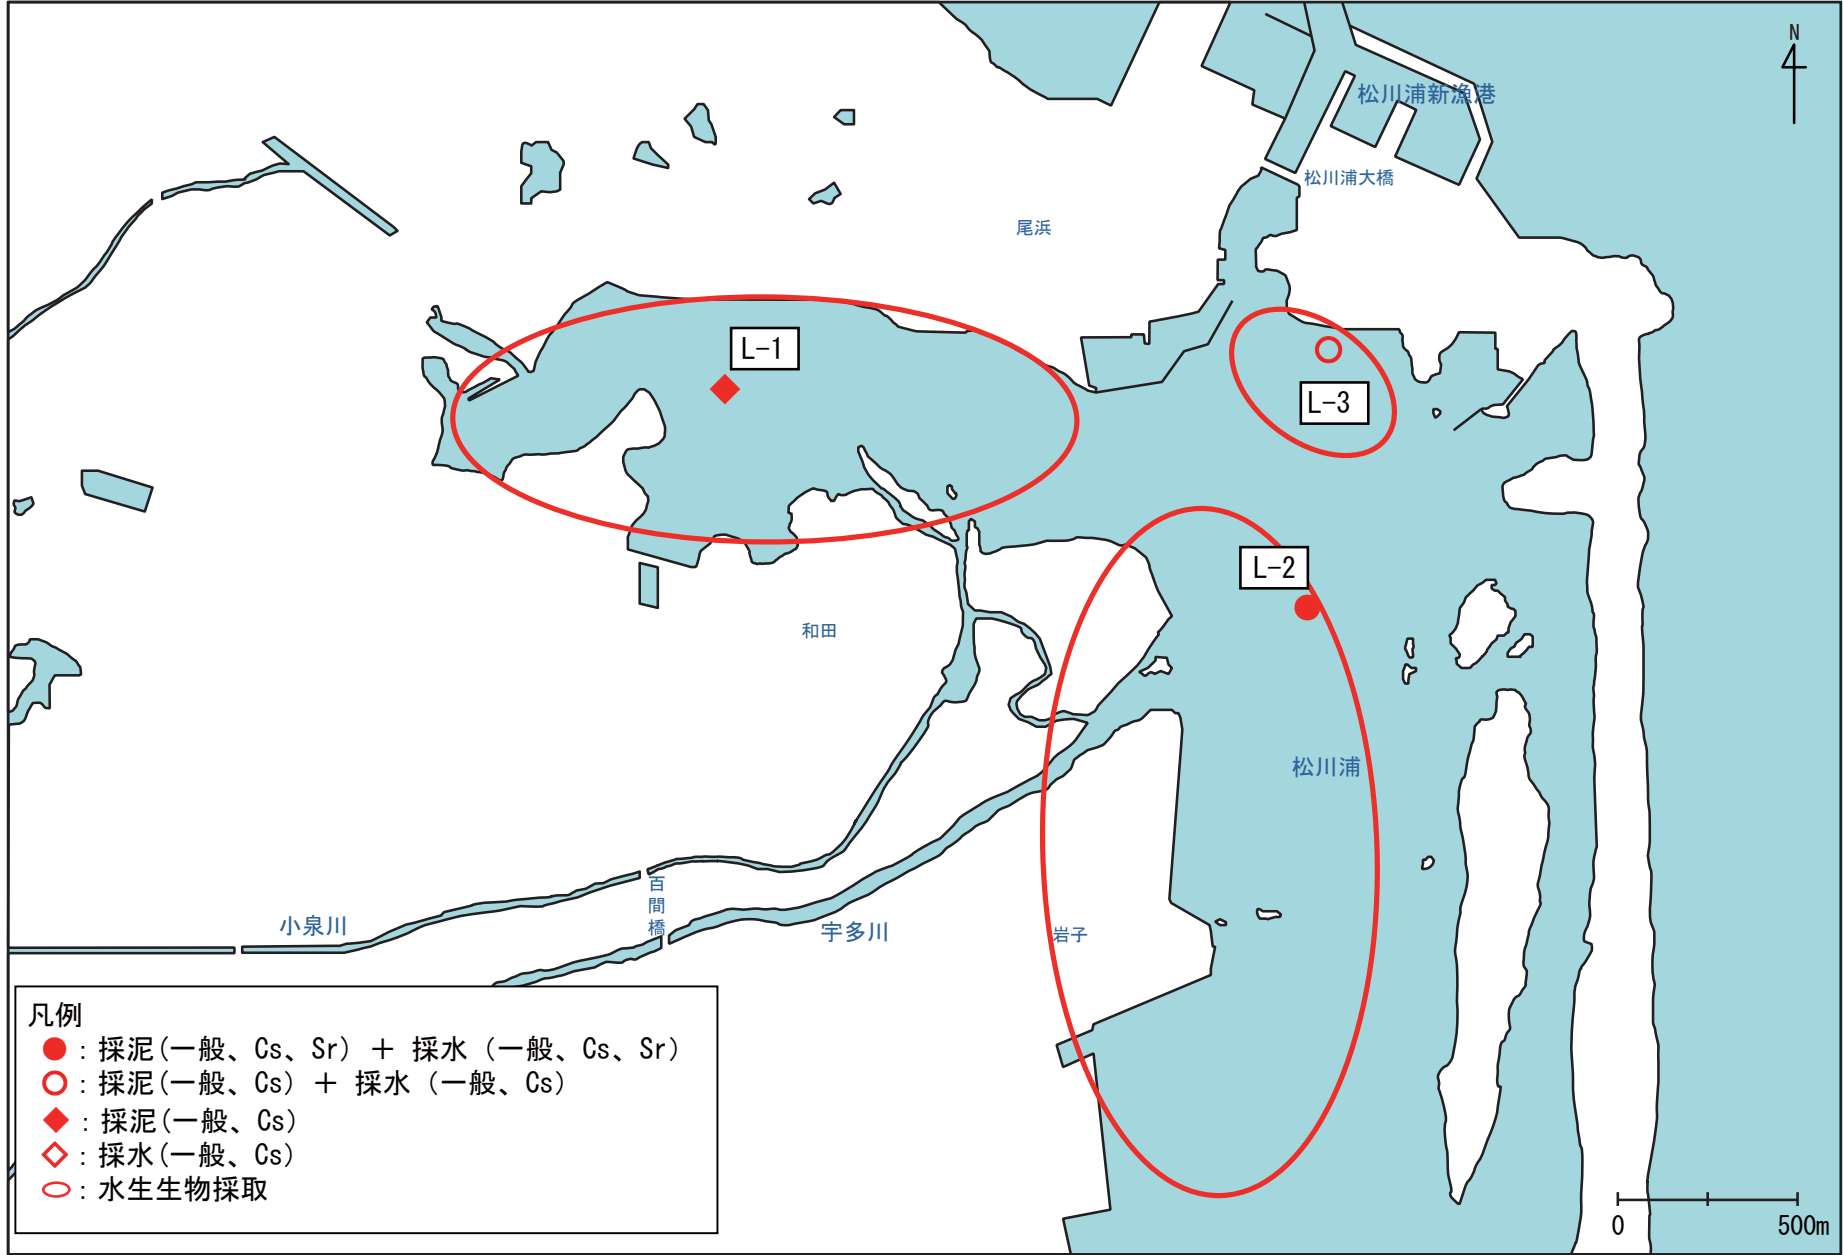 N
松川浦新漁港
松川浦大橋
尾浜
L-1
L-3
L-2
和田
松川浦
百間橋
小泉川
宇多川
岩子
凡例
：採泥(一般、Cs、Sr) ＋ 採水 (一般、Cs、Sr)
：採泥(一般、Cs) ＋ 採水 (一般、Cs)
：採泥(一般、Cs)
：採水(一般、Cs)
：水生生物採取
0 500m